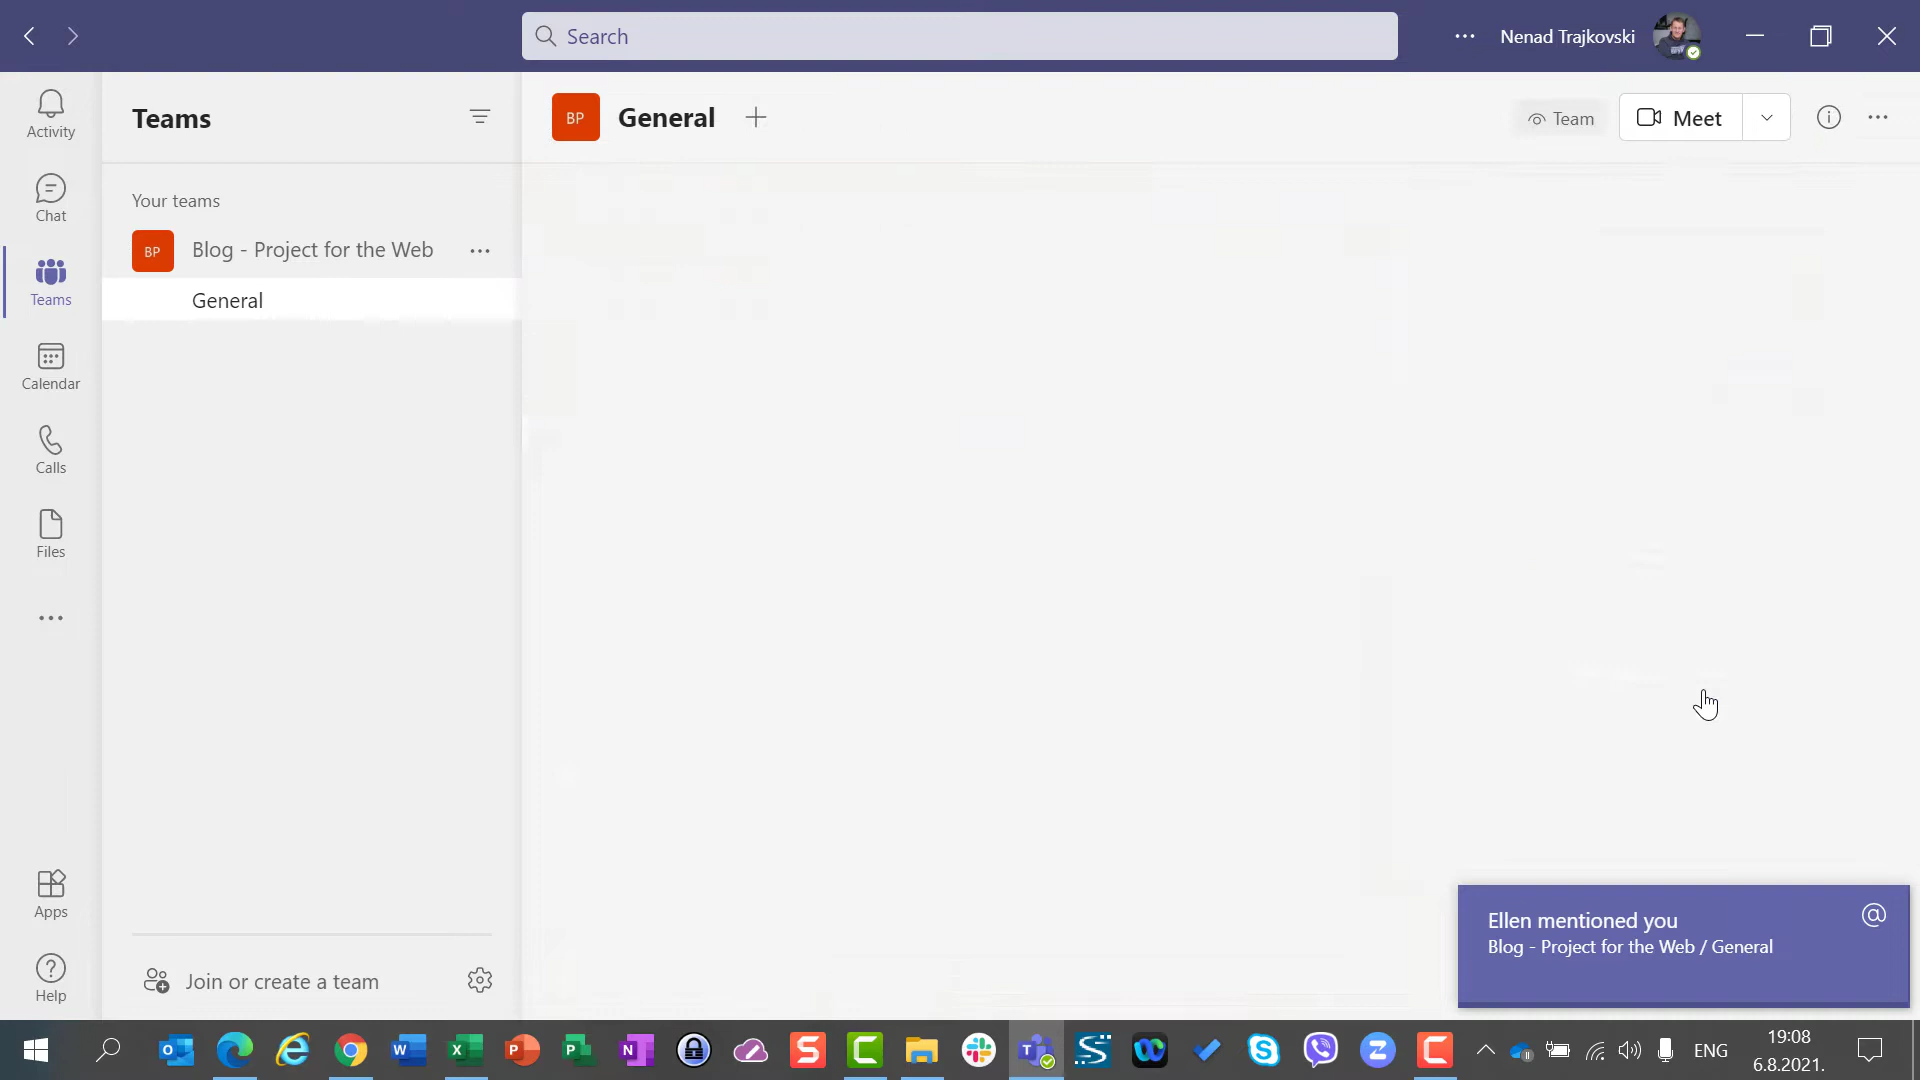 Search
Nenad Trajkovski
Activity
Chat
Teams
Calendar
Calls
Files
Apps
Help
Teams
Your teams
BP
Blog - Project for the Web
General
Join or create a team
BP
General
Team
Meet
Ellen mentioned you
@
Blog - Project for the Web / General
ENG
19:08
6.8.2021.